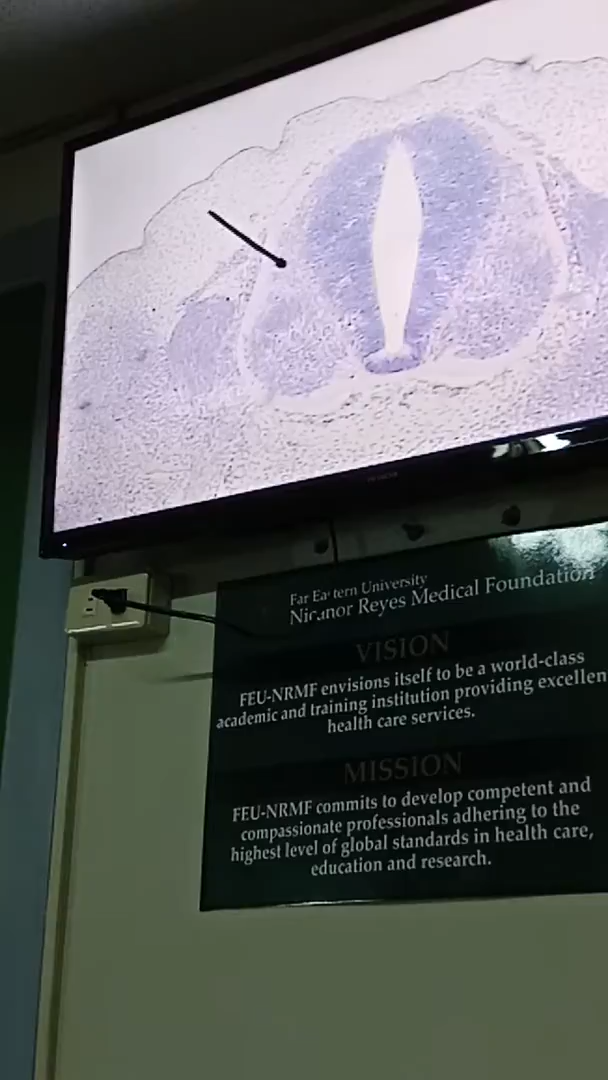 Far Eastern University
Nicanor Reyes Medical Foundation
VISION
FEU-NRMF envisions itself to be a world-class
academic and training institution providing excellen
health care services.
MISSION
FEU-NRMF commits to develop competent and
compassionate professionals adhering to the
highest level of global standards in health care,
education and research.